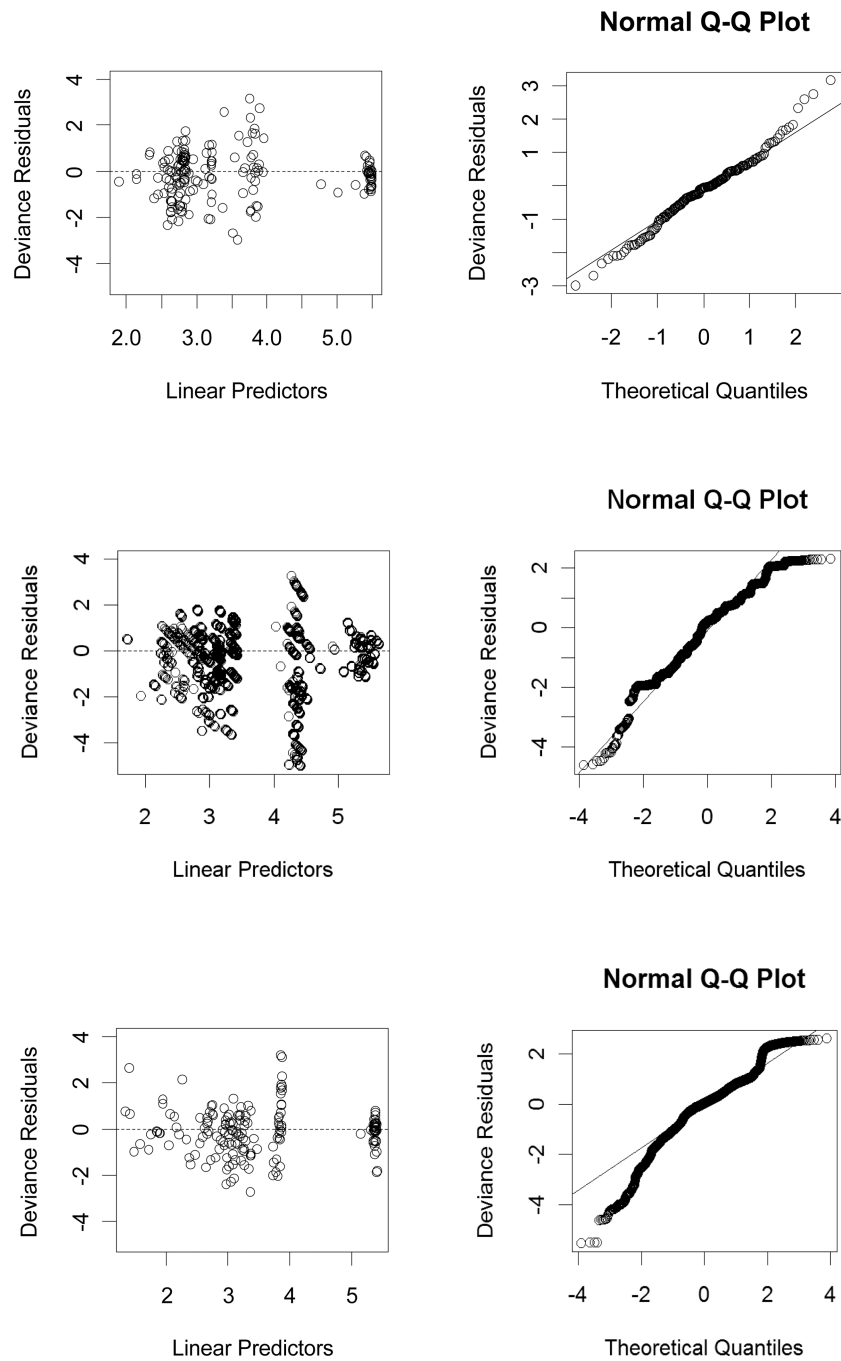 Normal Q-Q Plot
Deviance Residuals
4
2
0
-2
-4
2.0 3.0 4.0 5.0
Linear Predictors
Deviance Residuals
3
1
-1
-3
-2 -1 0 1 2
Theoretical Quantiles
Normal Q-Q Plot
Deviance Residuals
4
2
0
-2
-4
2 3 4 5
Linear Predictors
Deviance Residuals
2
0
-2
-4
-4 -2 0 2 4
Theoretical Quantiles
Normal Q-Q Plot
Deviance Residuals
4
2
0
-2
-4
2 3 4 5
Linear Predictors
Deviance Residuals
2
0
-2
-4
-4 -2 0 2 4
Theoretical Quantiles